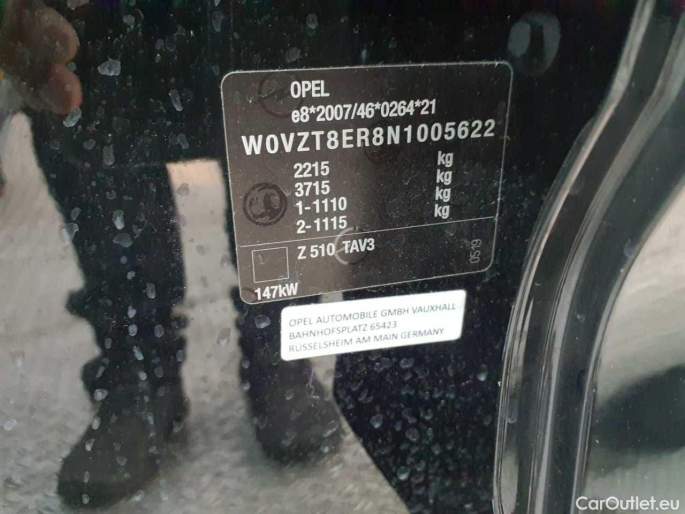 OPEL
e8*2007/46*0264*21
W0VZT8ER8N1005622
2215 kg
3715 kg
1-1110 kg
2-1115 kg
Z 510 TAV3
0519
147kW
OPEL AUTOMOBILE GMBH VAUXHALL
BAHNHOFSPLATZ 65423
RÜSSELSHEIM AM MAIN GERMANY
CarOutlet.eu